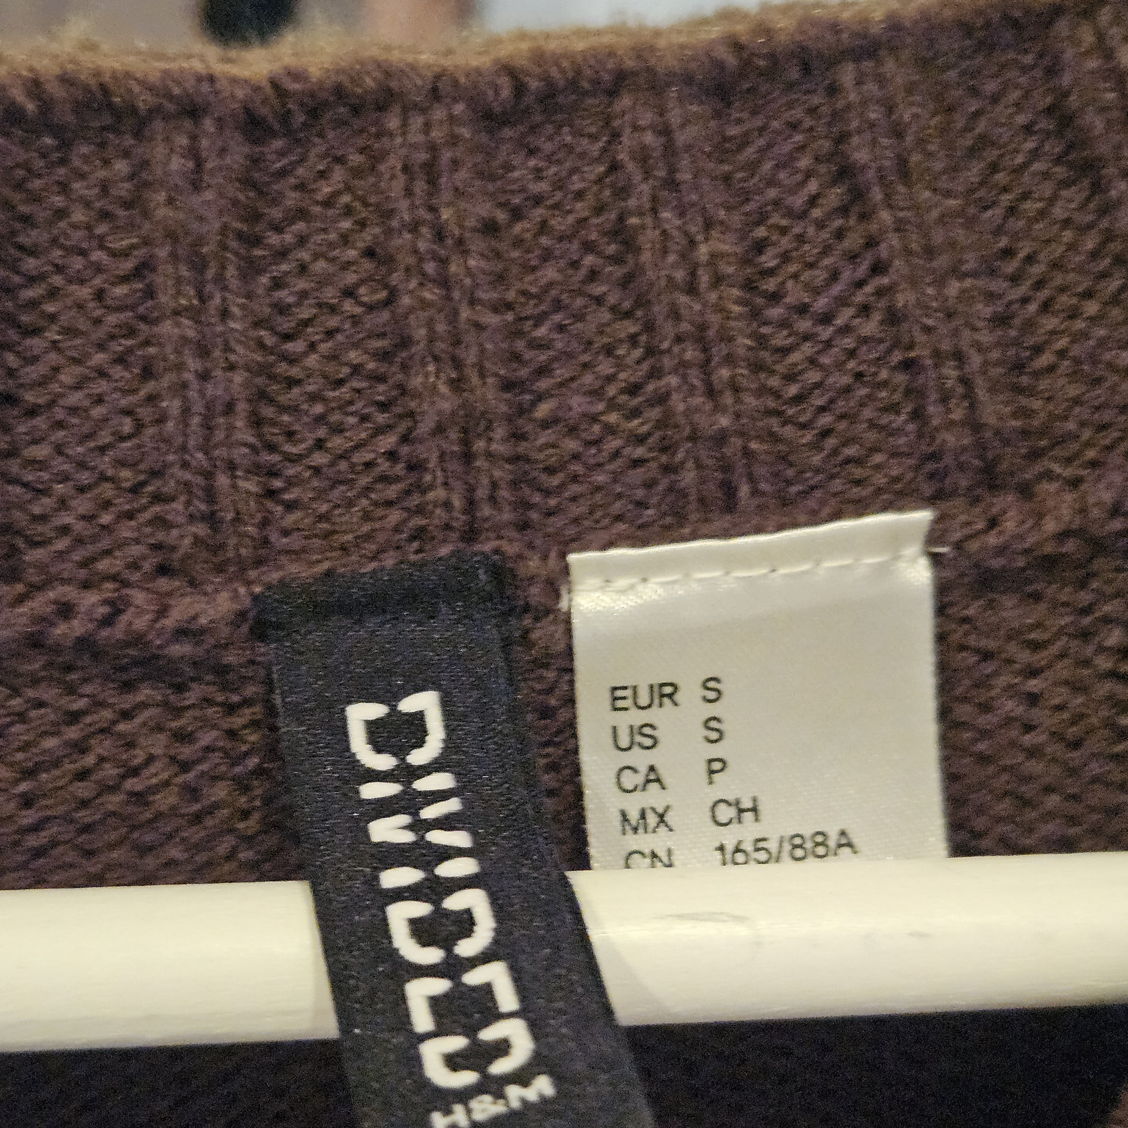 DIVIDED
H&M
EUR S
US S
CA P
MX CH
CN 165/88A